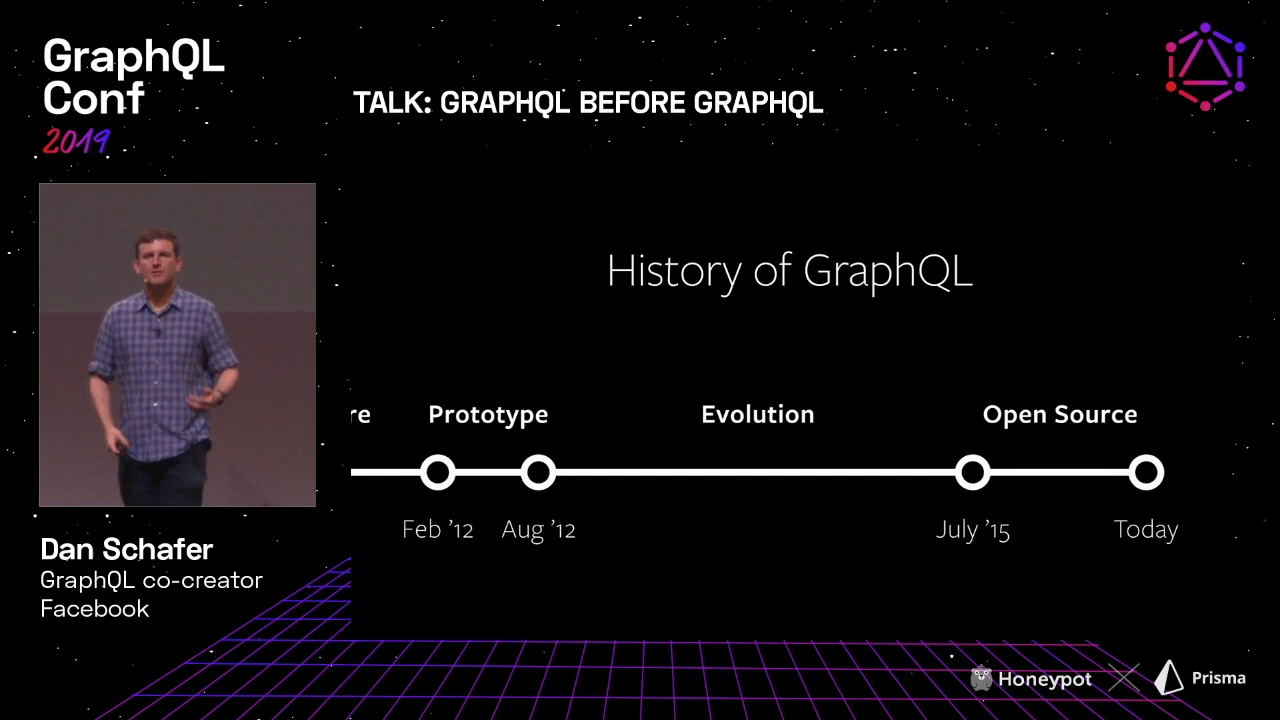 GraphQL
Conf
2019
TALK: GRAPHQL BEFORE GRAPHQL
History of GraphQL
re Prototype Evolution Open Source
Feb ’12 Aug ’12 July ’15 Today
Dan Schafer
GraphQL co-creator
Facebook
Honeypot Prisma